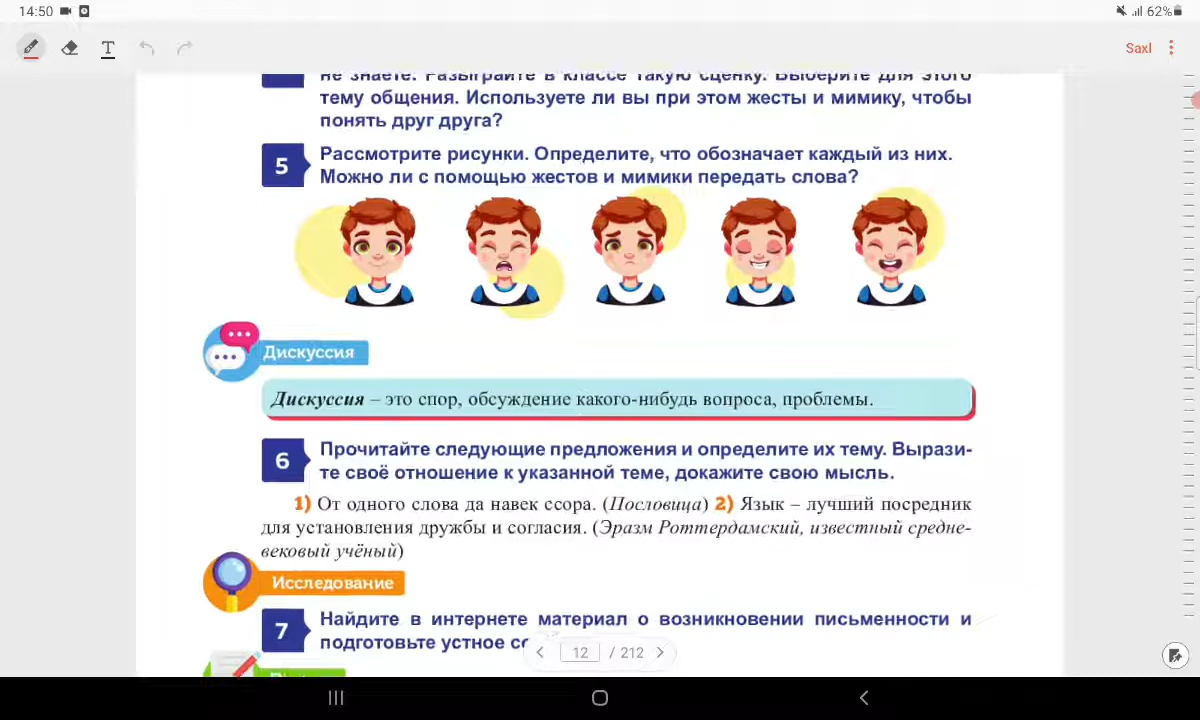 14:50
62%
T
Saxl
не знаете. Разыграйте в классе такую сценку. Выберите для этого
тему общения. Используете ли вы при этом жесты и мимику, чтобы
понять друг друга?
5
Рассмотрите рисунки. Определите, что обозначает каждый из них.
Можно ли с помощью жестов и мимики передать слова?
Дискуссия
Дискуссия – это спор, обсуждение какого-нибудь вопроса, проблемы.
6
Прочитайте следующие предложения и определите их тему. Вырази-
те своё отношение к указанной теме, докажите свою мысль.
1) От одного слова да навек ссора. (Пословица) 2) Язык – лучший посредник
для установления дружбы и согласия. (Эразм Роттердамский, известный средне-
вековый учёный)
Исследование
7
Найдите в интернете материал о возникновении письменности и
подготовьте устное
12 / 212